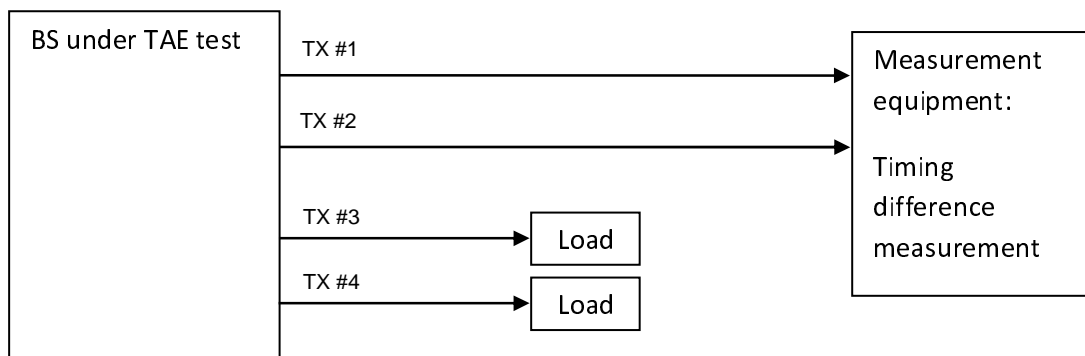 BS under TAE test
TX #1
TX #2
TX #3
TX #4
Load
Load
Measurement
equipment:
Timing
difference
measurement